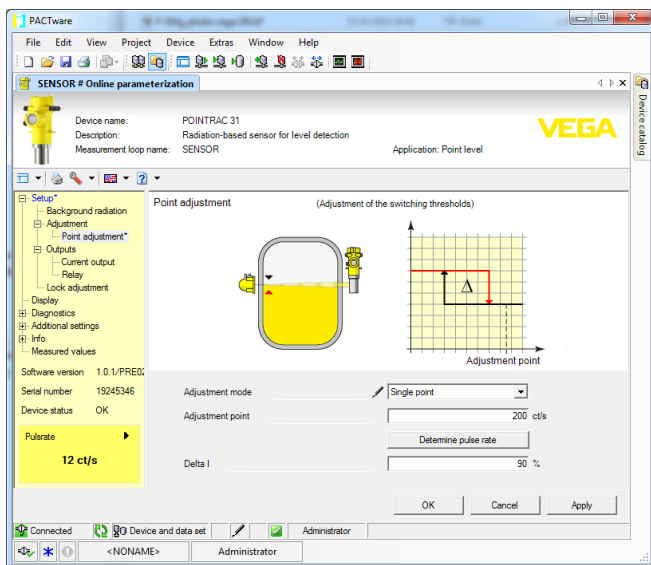 PACTware
File Edit View Project Device Extras Window Help
SENSOR # Online parameterization
Device name: POINTRAC 31
Description: Radiation-based sensor for level detection
Measurement loop name: SENSOR Application: Point level
VEGA
Device catalog
Setup*
Background radiation
Adjustment
Point adjustment*
Outputs
Current output
Relay
Lock adjustment
Display
Diagnostics
Additional settings
Info
Measured values
Software version 1.0.1/PRE02
Serial number 19245346
Device status OK
Pulsrate
12 ct/s
Point adjustment (Adjustment of the switching thresholds)
Δ
Adjustment point
Adjustment mode Single point
Adjustment point 200 ct/s
Determine pulse rate
Delta I 90 %
OK Cancel Apply
Connected Device and data set Administrator
<NONAME> Administrator